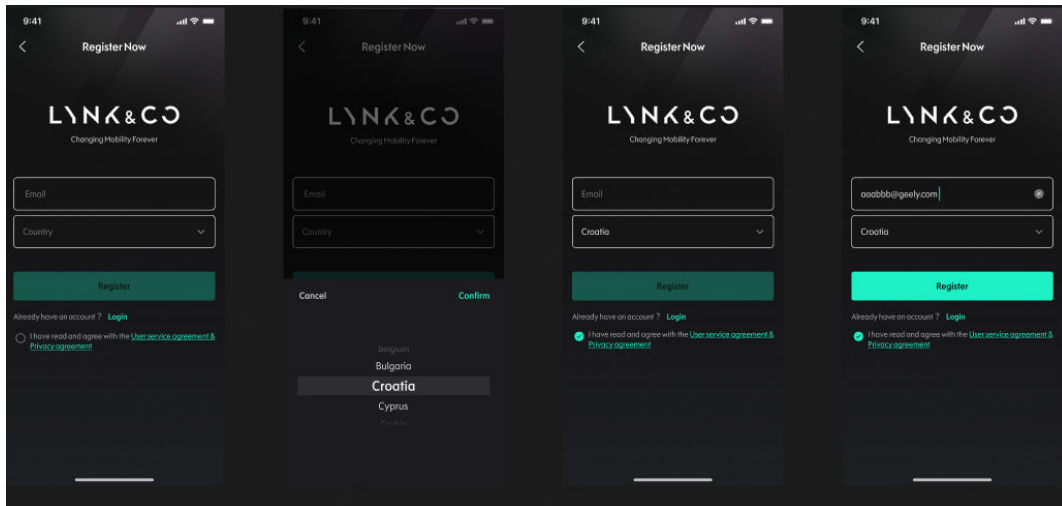 9:41
Register Now
LYNK & CO
Changing Mobility Forever
Email
Country
Register
Already have an account ? Login
I have read and agree with the User service agreement &
Privacy agreement
9:41
Register Now
LYNK & CO
Changing Mobility Forever
Email
Country
Cancel
Confirm
Belgium
Bulgaria
Croatia
Cyprus
9:41
Register Now
LYNK & CO
Changing Mobility Forever
Email
Croatia
Register
Already have an account ? Login
I have read and agree with the User service agreement &
Privacy agreement
9:41
Register Now
LYNK & CO
Changing Mobility Forever
aaabbb@geely.com
Croatia
Register
Already have an account ? Login
I have read and agree with the User service agreement &
Privacy agreement